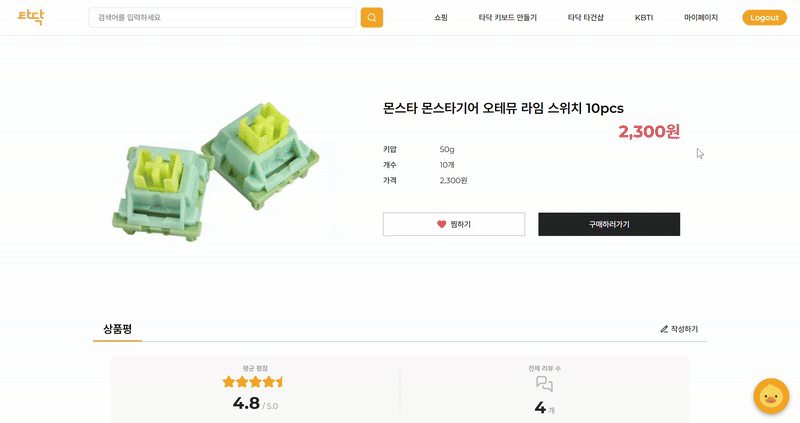 타닥
검색어를 입력하세요
쇼핑
타닥 키보드 만들기
타닥 타건샵
KBTI
마이페이지
Logout
몬스타 몬스타기어 오테뮤 라임 스위치 10pcs
2,300원
키압 50g
개수 10개
가격 2,300원
찜하기
구매하러가기
상품평
작성하기
평균 평점
4.8 / 5.0
전체 리뷰 수
4 개